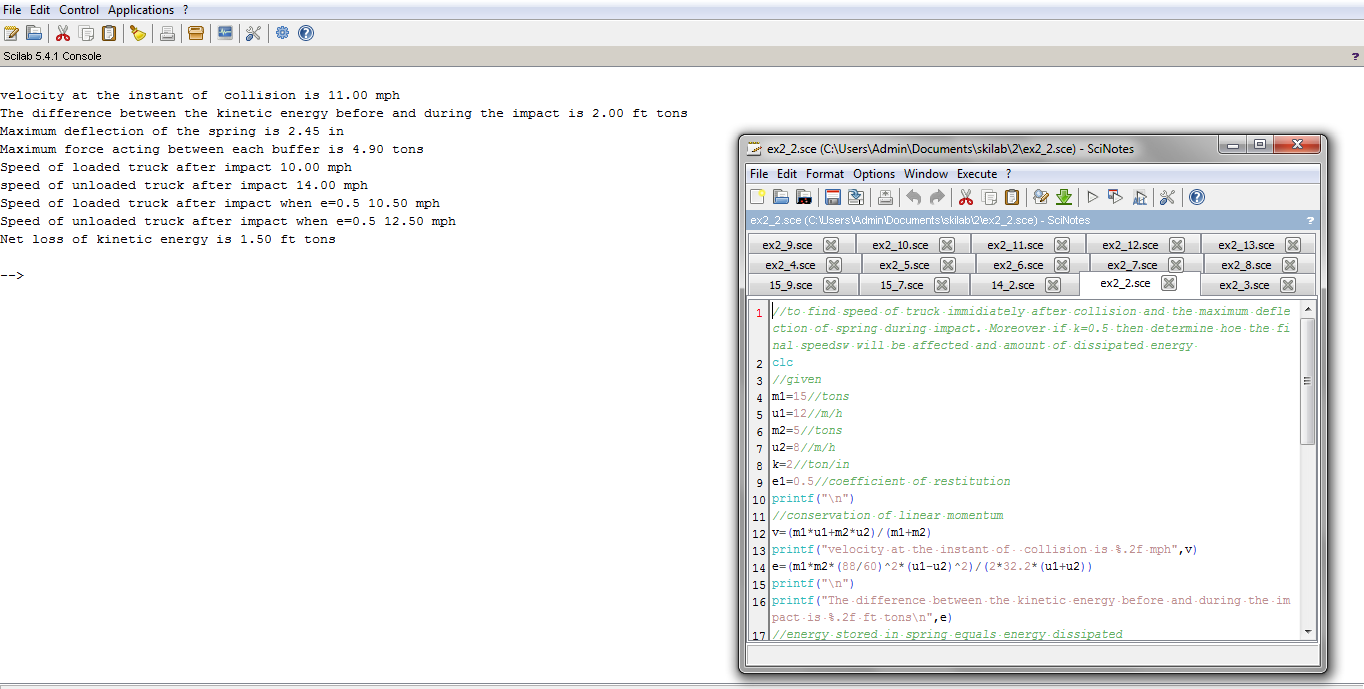 File Edit Control Applications ?
Scilab 5.4.1 Console ?
velocity at the instant of  collision is 11.00 mph
The difference between the kinetic energy before and during the impact is 2.00 ft tons
Maximum deflection of the spring is 2.45 in
Maximum force acting between each buffer is 4.90 tons
Speed of loaded truck after impact 10.00 mph
speed of unloaded truck after impact 14.00 mph
Speed of loaded truck after impact when e=0.5 10.50 mph
Speed of unloaded truck after impact when e=0.5 12.50 mph
Net loss of kinetic energy is 1.50 ft tons
-->
ex2_2.sce (C:\Users\Admin\Documents\skilab\2\ex2_2.sce) - SciNotes
File Edit Format Options Window Execute ?
ex2_2.sce (C:\Users\Admin\Documents\skilab\2\ex2_2.sce) - SciNotes ?
ex2_9.sce ex2_10.sce ex2_11.sce ex2_12.sce ex2_13.sce
ex2_4.sce ex2_5.sce ex2_6.sce ex2_7.sce ex2_8.sce
15_9.sce 15_7.sce 14_2.sce ex2_2.sce ex2_3.sce
1 //to find speed of truck immidiately after collision and the maximum defle
ction of spring during impact. Moreover if k=0.5 then determine hoe the fi
nal speedsv will be affected and amount of dissipated energy
2 clc
3 //given
4 m1=15//tons
5 u1=12//m/h
6 m2=5//tons
7 u2=8//m/h
8 k=2//ton/in
9 e1=0.5//coefficient of restitution
10 printf("\n")
11 //conservation of linear momentum
12 v=(m1*u1+m2*u2)/(m1+m2)
13 printf("velocity at the instant of  collision is %.2f mph",v)
14 e=(m1*m2*(88/60)^2*(u1-u2)^2)/(2*32.2*(u1+u2))
15 printf("\n")
16 printf("The difference between the kinetic energy before and during the im
pact is %.2f ft tons\n",e)
17 //energy stored in spring equals energy dissipated